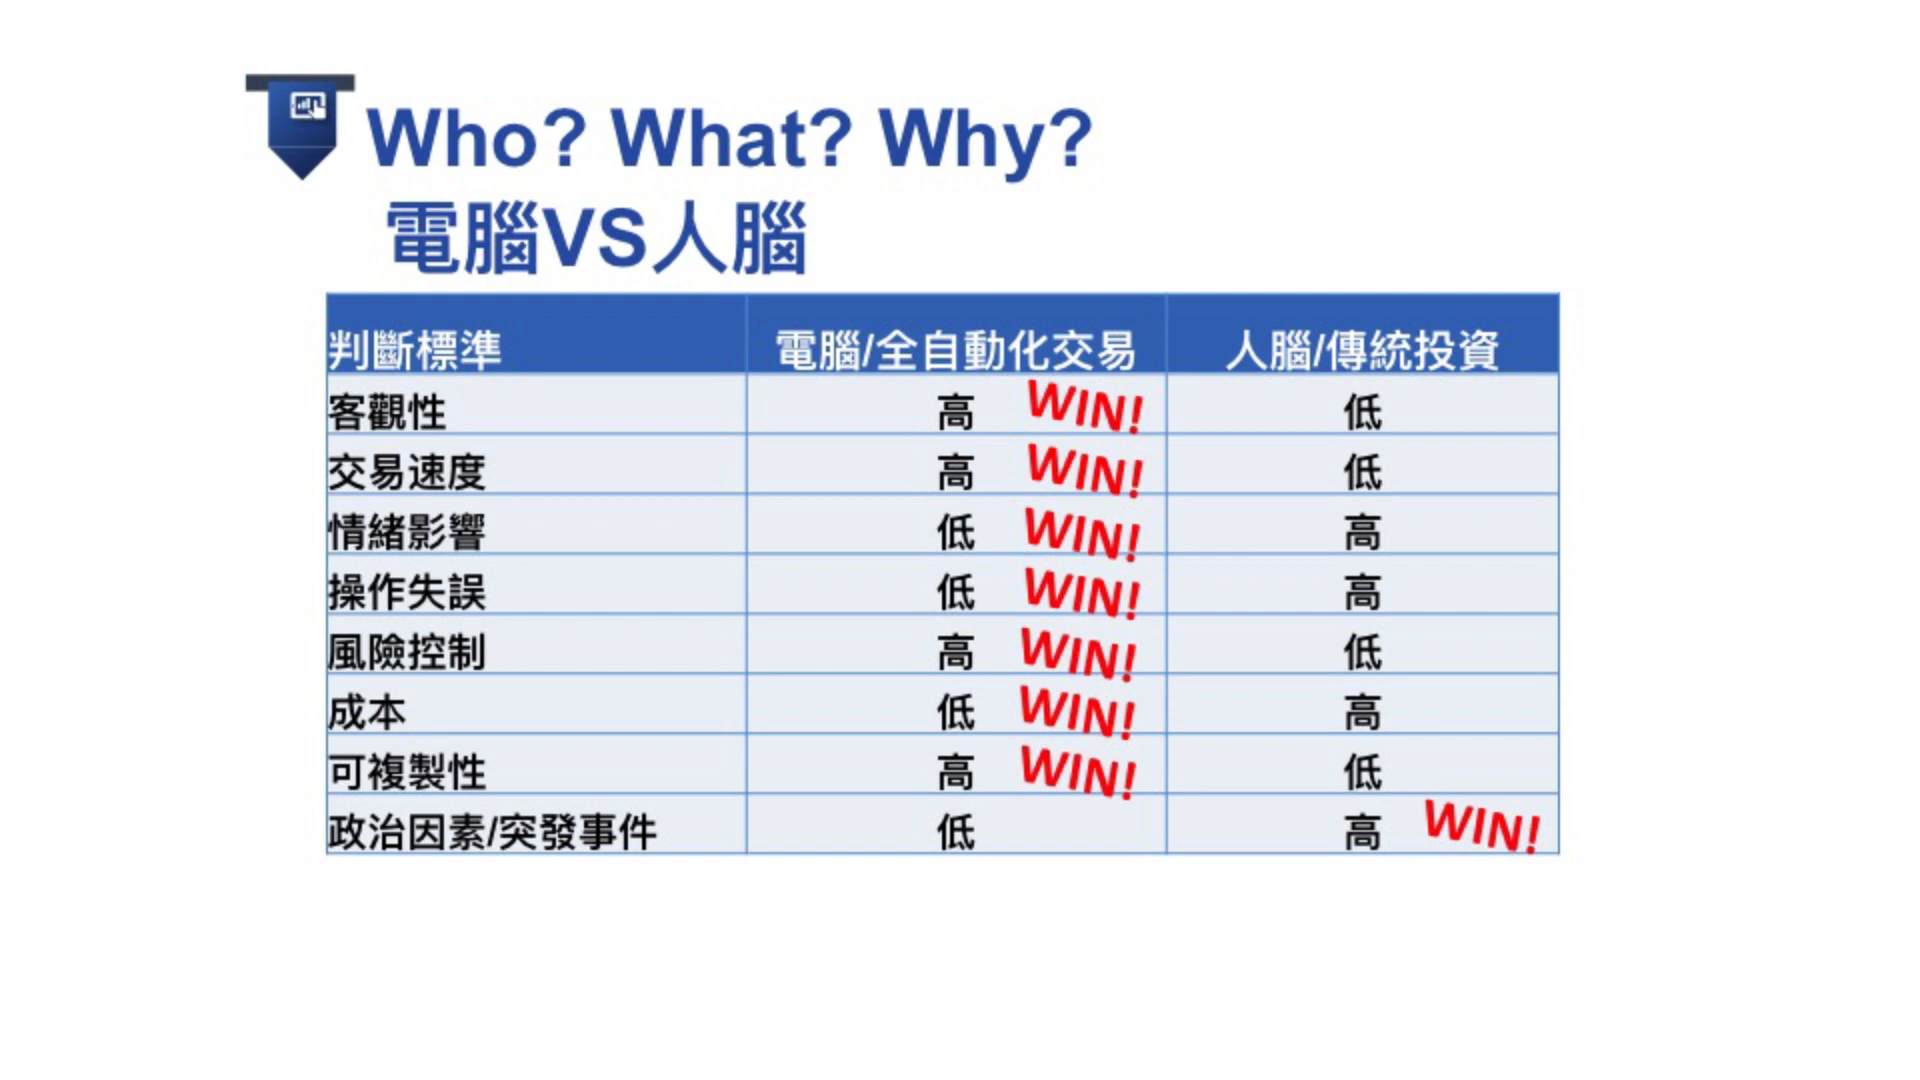 Who? What? Why?
電腦VS人腦
判斷標準 電腦/全自動化交易 人腦/傳統投資
客觀性 高 WIN! 低
交易速度 高 WIN! 低
情緒影響 低 WIN! 高
操作失誤 低 WIN! 高
風險控制 高 WIN! 低
成本 低 WIN! 高
可複製性 高 WIN! 低
政治因素/突發事件 低 高 WIN!